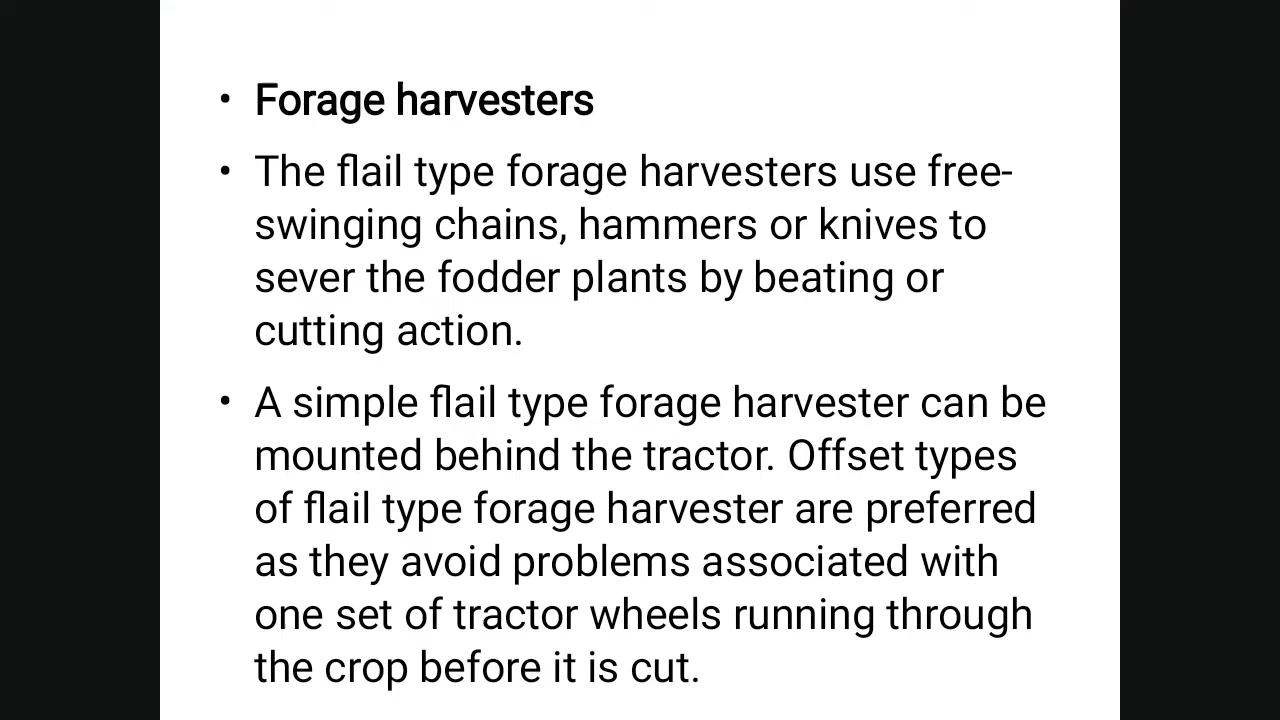 • Forage harvesters
• The flail type forage harvesters use free-
swinging chains, hammers or knives to
sever the fodder plants by beating or
cutting action.
• A simple flail type forage harvester can be
mounted behind the tractor. Offset types
of flail type forage harvester are preferred
as they avoid problems associated with
one set of tractor wheels running through
the crop before it is cut.